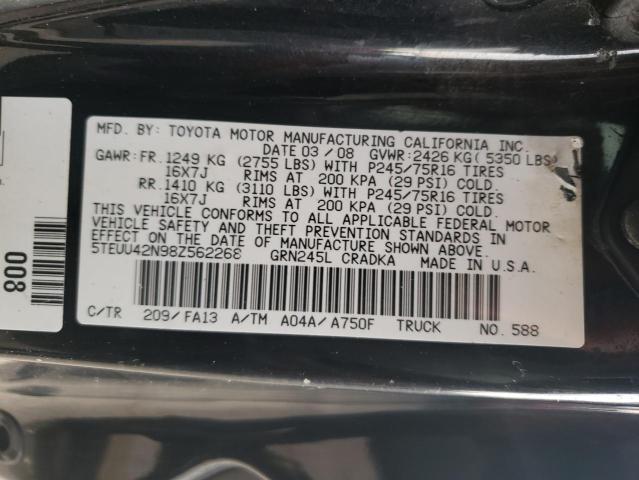 MFD. BY: TOYOTA MOTOR MANUFACTURING CALIFORNIA INC.
DATE 03 / 08 GVWR: 2426 KG( 5350 LBS)
GAWR: FR. 1249 KG (2755 LBS) WITH P245/75R16 TIRES
16X7J RIMS AT 200 KPA (29 PSI) COLD.
RR. 1410 KG (3110 LBS) WITH P245/75R16 TIRES
16X7J RIMS AT 200 KPA (29 PSI) COLD.
THIS VEHICLE CONFORMS TO ALL APPLICABLE FEDERAL MOTOR
VEHICLE SAFETY AND THEFT PREVENTION STANDARDS IN
EFFECT ON THE DATE OF MANUFACTURE SHOWN ABOVE.
5TEUU42N98Z562268 GRN245L CRADKA MADE IN U.S.A.
C/TR 209/FA13 A/TM A04A/A750F TRUCK NO. 588
008